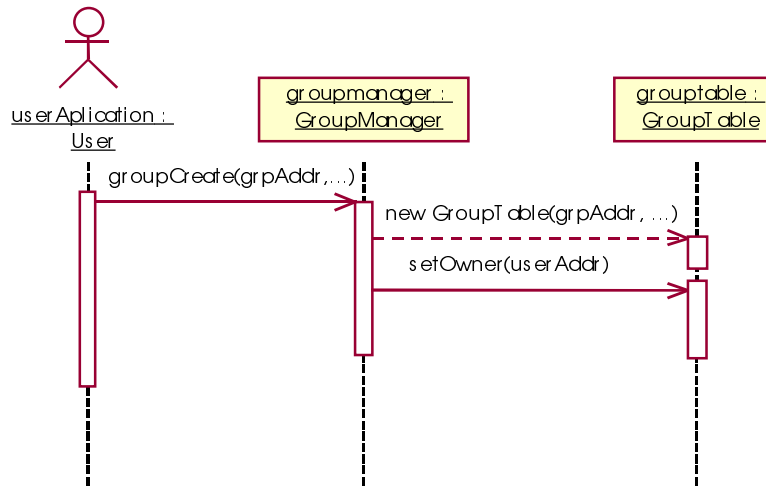 userAplication :
User
groupmanager :
GroupManager
grouptable :
GroupTable
groupCreate(grpAddr,...)
new GroupTable(grpAddr, ...)
setOwner(userAddr)